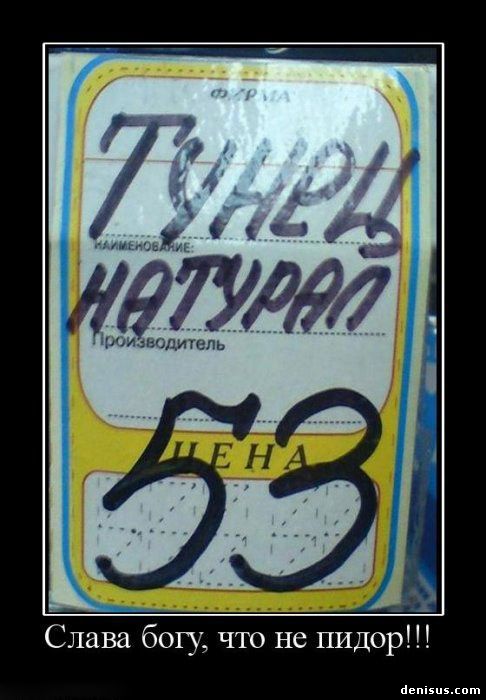 ФИРМА
ТУНЕЦ
НАИМЕНОВАНИЕ:
НАТУРАЛ
Производитель
ЦЕНА
53
Слава богу, что не пидор!!!
denisus.com